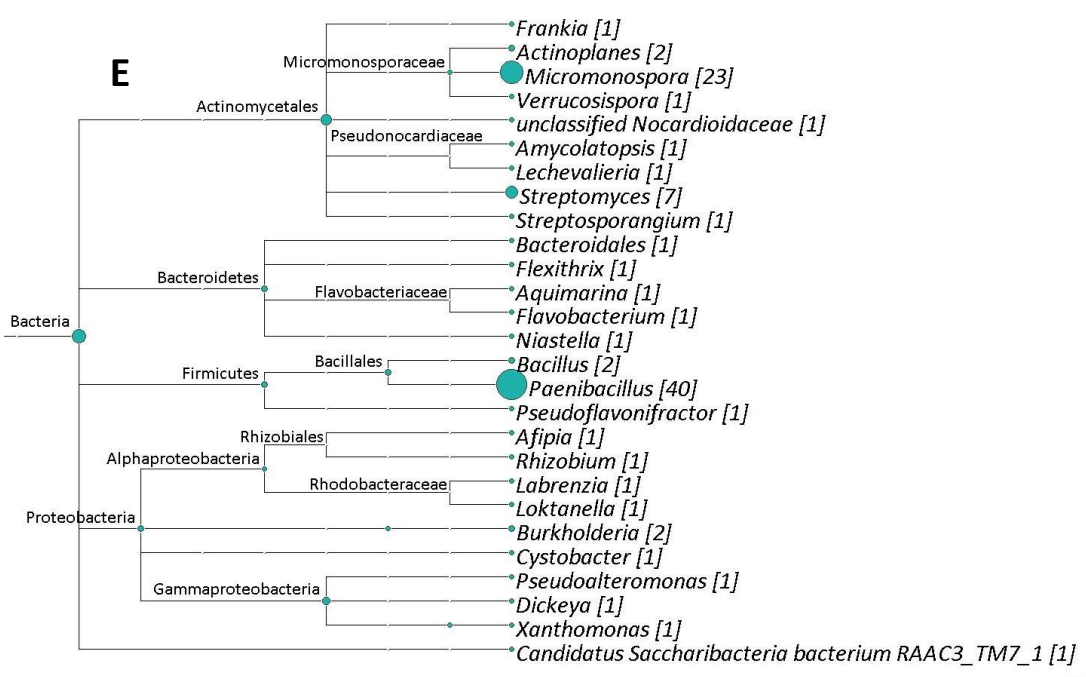 E
Frankia [1]
Micromonosporaceae
Actinoplanes [2]
Micromonospora [23]
Verrucosispora [1]
Actinomycetales
unclassified Nocardioidaceae [1]
Pseudonocardiaceae
Amycolatopsis [1]
Lechevalieria [1]
Streptomyces [7]
Streptosporangium [1]
Bacteroidales [1]
Bacteroidetes
Flexithrix [1]
Flavobacteriaceae
Aquimarina [1]
Flavobacterium [1]
Bacteria
Niastella [1]
Bacillales
Bacillus [2]
Firmicutes
Paenibacillus [40]
Pseudoflavonifractor [1]
Rhizobiales
Afipia [1]
Alphaproteobacteria
Rhizobium [1]
Rhodobacteraceae
Labrenzia [1]
Loktanella [1]
Proteobacteria
Burkholderia [2]
Cystobacter [1]
Pseudoalteromonas [1]
Gammaproteobacteria
Dickeya [1]
Xanthomonas [1]
Candidatus Saccharibacteria bacterium RAAC3_TM7_1 [1]